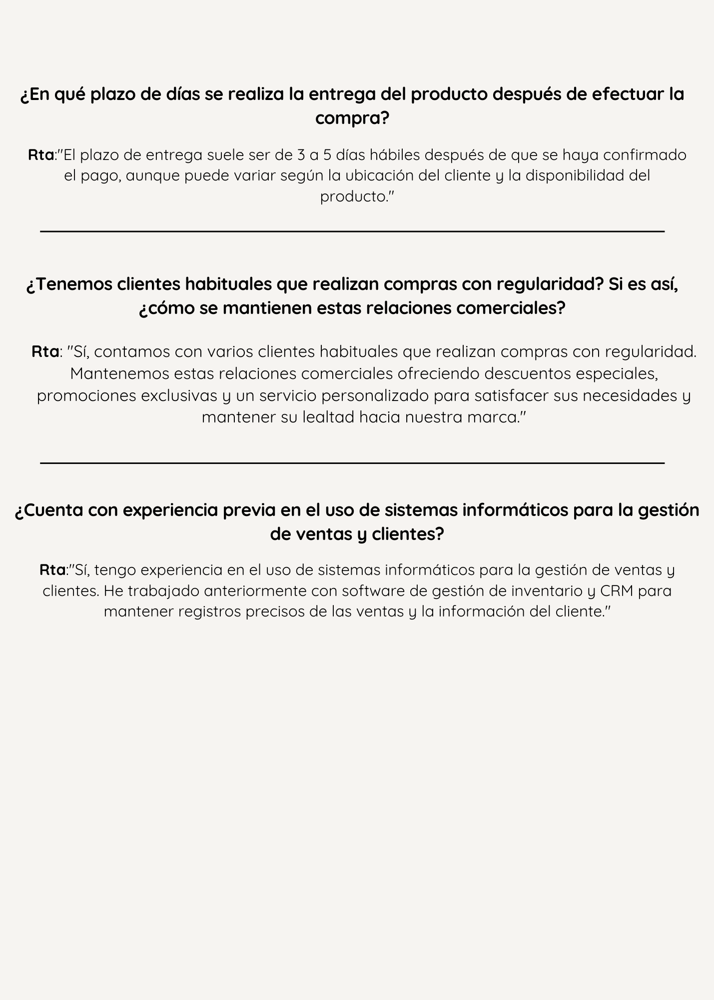 ¿En qué plazo de días se realiza la entrega del producto después de efectuar la
compra?
Rta:"El plazo de entrega suele ser de 3 a 5 días hábiles después de que se haya confirmado
el pago, aunque puede variar según la ubicación del cliente y la disponibilidad del
producto."
¿Tenemos clientes habituales que realizan compras con regularidad? Si es así,
¿cómo se mantienen estas relaciones comerciales?
Rta: "Sí, contamos con varios clientes habituales que realizan compras con regularidad.
Mantenemos estas relaciones comerciales ofreciendo descuentos especiales,
promociones exclusivas y un servicio personalizado para satisfacer sus necesidades y
mantener su lealtad hacia nuestra marca."
¿Cuenta con experiencia previa en el uso de sistemas informáticos para la gestión
de ventas y clientes?
Rta:"Sí, tengo experiencia en el uso de sistemas informáticos para la gestión de ventas y
clientes. He trabajado anteriormente con software de gestión de inventario y CRM para
mantener registros precisos de las ventas y la información del cliente."